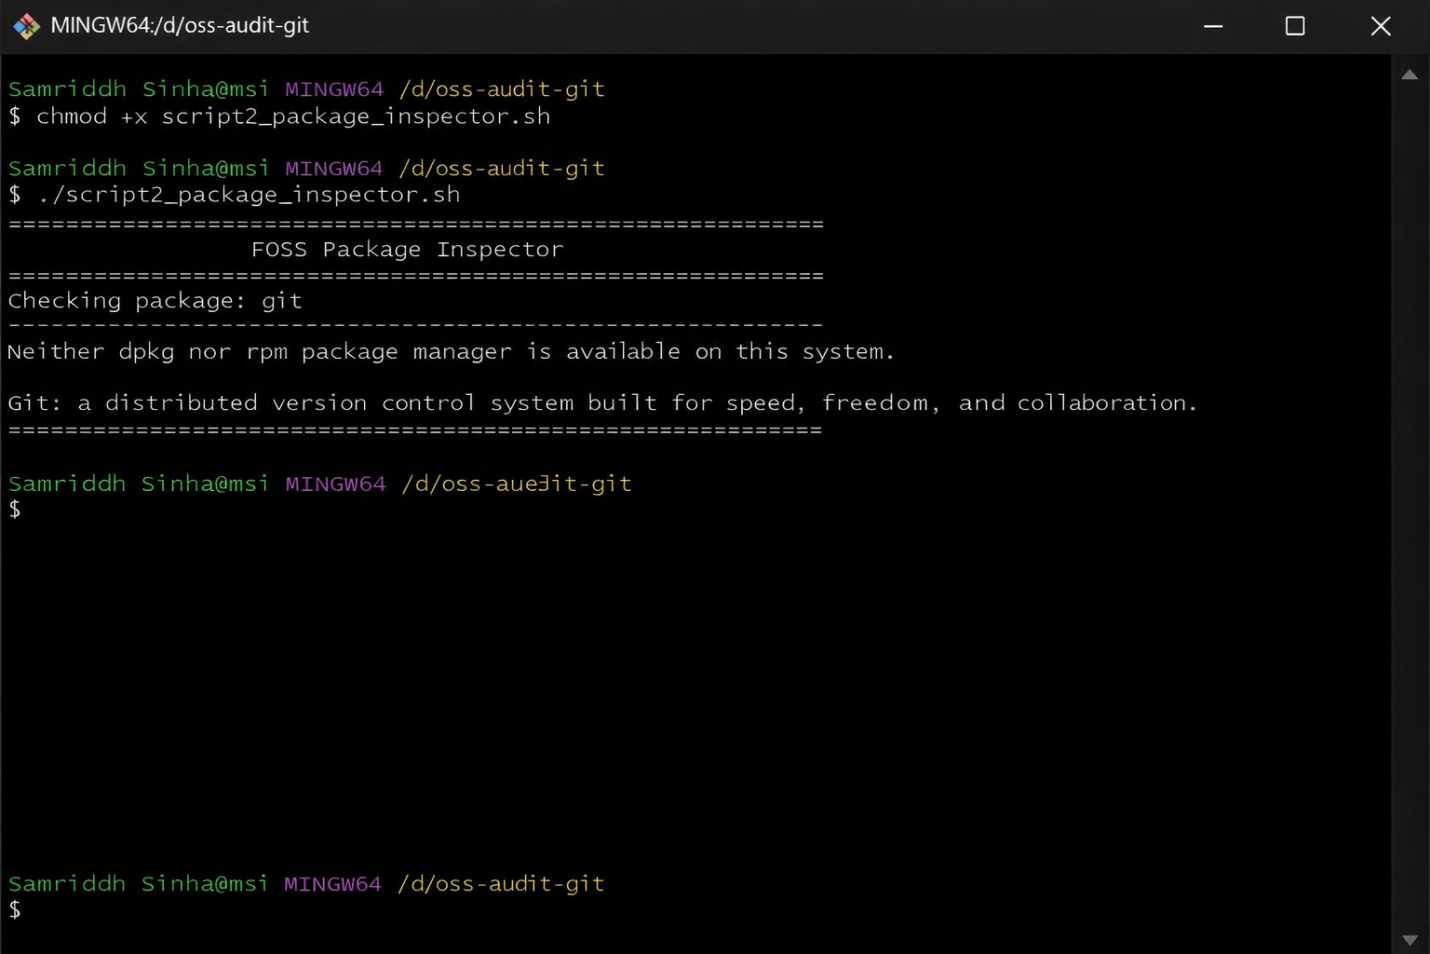 MINGW64:/d/oss-audit-git
Samriddh Sinha@msi MINGW64 /d/oss-audit-git
$ chmod +x script2_package_inspector.sh
Samriddh Sinha@msi MINGW64 /d/oss-audit-git
$ ./script2_package_inspector.sh
==========================================================
FOSS Package Inspector
==========================================================
Checking package: git
----------------------------------------------------------
Neither dpkg nor rpm package manager is available on this system.
Git: a distributed version control system built for speed, freedom, and collaboration.
==========================================================
Samriddh Sinha@msi MINGW64 /d/oss-aueƎit-git
$
Samriddh Sinha@msi MINGW64 /d/oss-audit-git
$